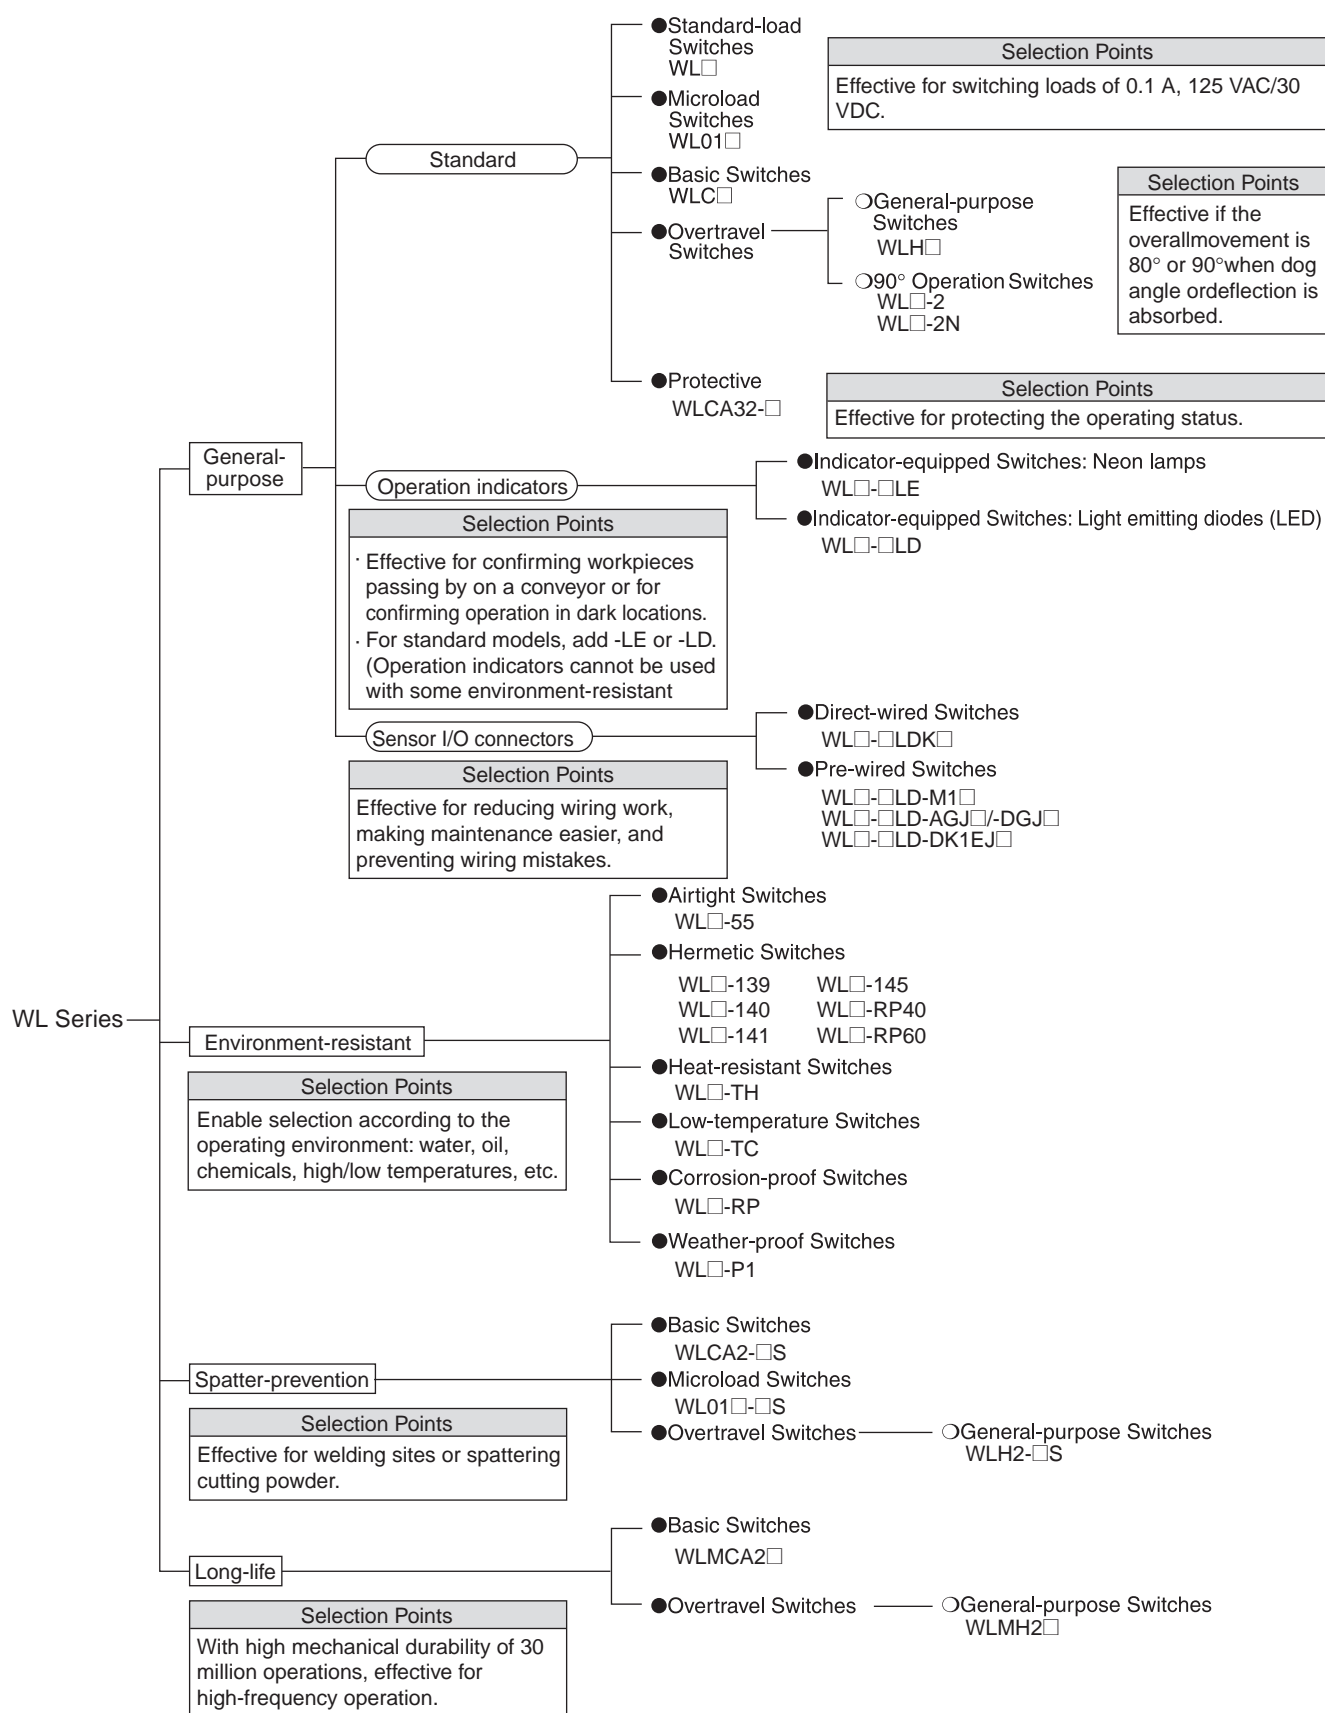 WL Series
General-
purpose
Standard
●Standard-load
Switches
WL□
●Microload
Switches
WL01□
Selection Points
Effective for switching loads of 0.1 A, 125 VAC/30
VDC.
●Basic Switches
WLC□
●Overtravel
Switches
❍General-purpose
Switches
WLH□
❍90° Operation Switches
WL□-2
WL□-2N
Selection Points
Effective if the
overallmovement is
80° or 90°when dog
angle ordeflection is
absorbed.
●Protective
WLCA32-□
Selection Points
Effective for protecting the operating status.
Operation indicators
●Indicator-equipped Switches: Neon lamps
WL□-□LE
●Indicator-equipped Switches: Light emitting diodes (LED)
WL□-□LD
Selection Points
· Effective for confirming workpieces
passing by on a conveyor or for
confirming operation in dark locations.
· For standard models, add -LE or -LD.
(Operation indicators cannot be used
with some environment-resistant
Sensor I/O connectors
●Direct-wired Switches
WL□-□LDK□
●Pre-wired Switches
WL□-□LD-M1□
WL□-□LD-AGJ□/-DGJ□
WL□-□LD-DK1EJ□
Selection Points
Effective for reducing wiring work,
making maintenance easier, and
preventing wiring mistakes.
Environment-resistant
Selection Points
Enable selection according to the
operating environment: water, oil,
chemicals, high/low temperatures, etc.
●Airtight Switches
WL□-55
●Hermetic Switches
WL□-139 WL□-145
WL□-140 WL□-RP40
WL□-141 WL□-RP60
●Heat-resistant Switches
WL□-TH
●Low-temperature Switches
WL□-TC
●Corrosion-proof Switches
WL□-RP
●Weather-proof Switches
WL□-P1
Spatter-prevention
Selection Points
Effective for welding sites or spattering
cutting powder.
●Basic Switches
WLCA2-□S
●Microload Switches
WL01□-□S
●Overtravel Switches
❍General-purpose Switches
WLH2-□S
Long-life
Selection Points
With high mechanical durability of 30
million operations, effective for
high-frequency operation.
●Basic Switches
WLMCA2□
●Overtravel Switches
❍General-purpose Switches
WLMH2□